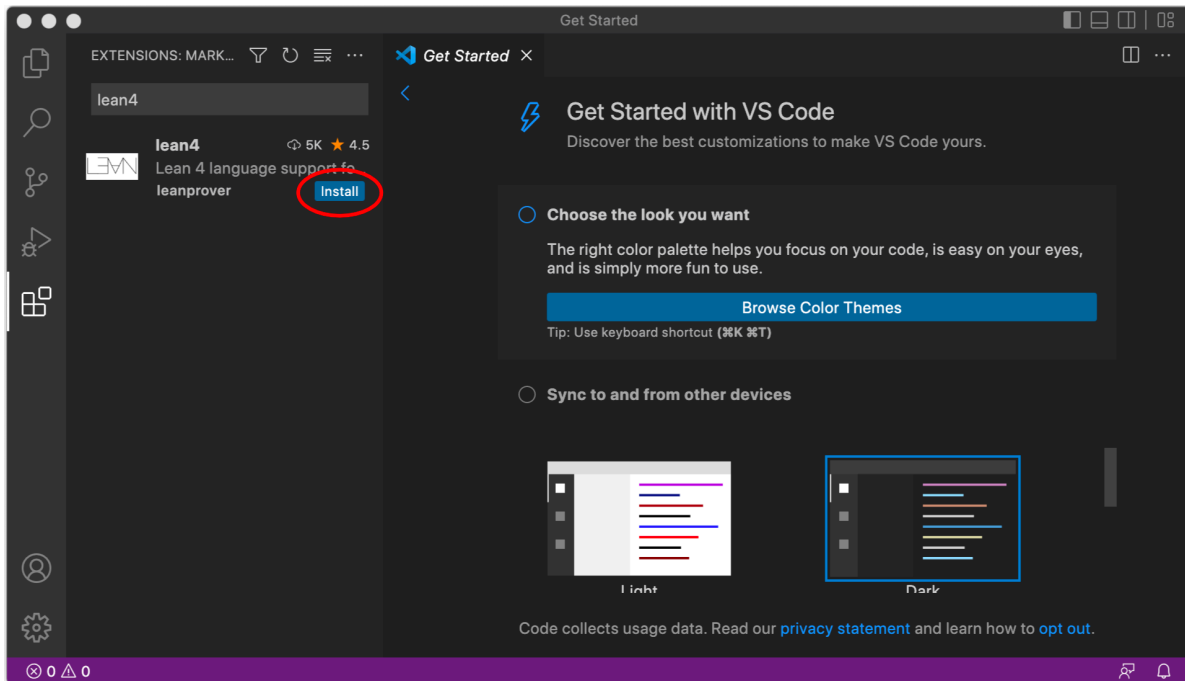 Get Started
EXTENSIONS: MARK...
Get Started
lean4
lean4 5K 4.5
LEAN
Lean 4 language support fo...
leanprover Install
Get Started with VS Code
Discover the best customizations to make VS Code yours.
Choose the look you want
The right color palette helps you focus on your code, is easy on your eyes,
and is simply more fun to use.
Browse Color Themes
Tip: Use keyboard shortcut (⌘K ⌘T)
Sync to and from other devices
Light Dark
Code collects usage data. Read our privacy statement and learn how to opt out.
0 0